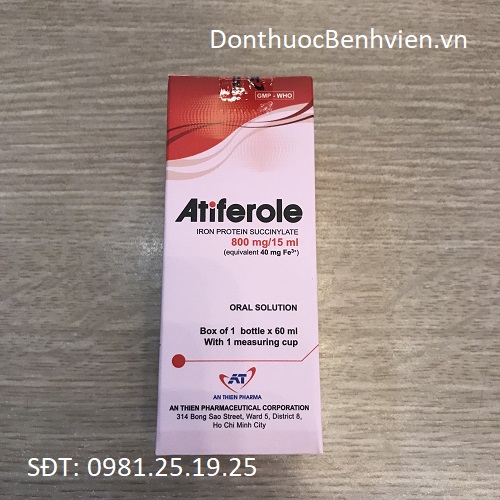 DonthuocBenhvien.vn
GMP - WHO
Atiferole
IRON PROTEIN SUCCINYLATE
800 mg/15 ml
(equivalent 40 mg Fe³⁺)
ORAL SOLUTION
Box of 1 bottle x 60 ml
With 1 measuring cup
AT
AN THIEN PHARMA
AN THIEN PHARMACEUTICAL CORPORATION
314 Bong Sao Street, Ward 5, District 8,
Ho Chi Minh City
SĐT: 0981.25.19.25